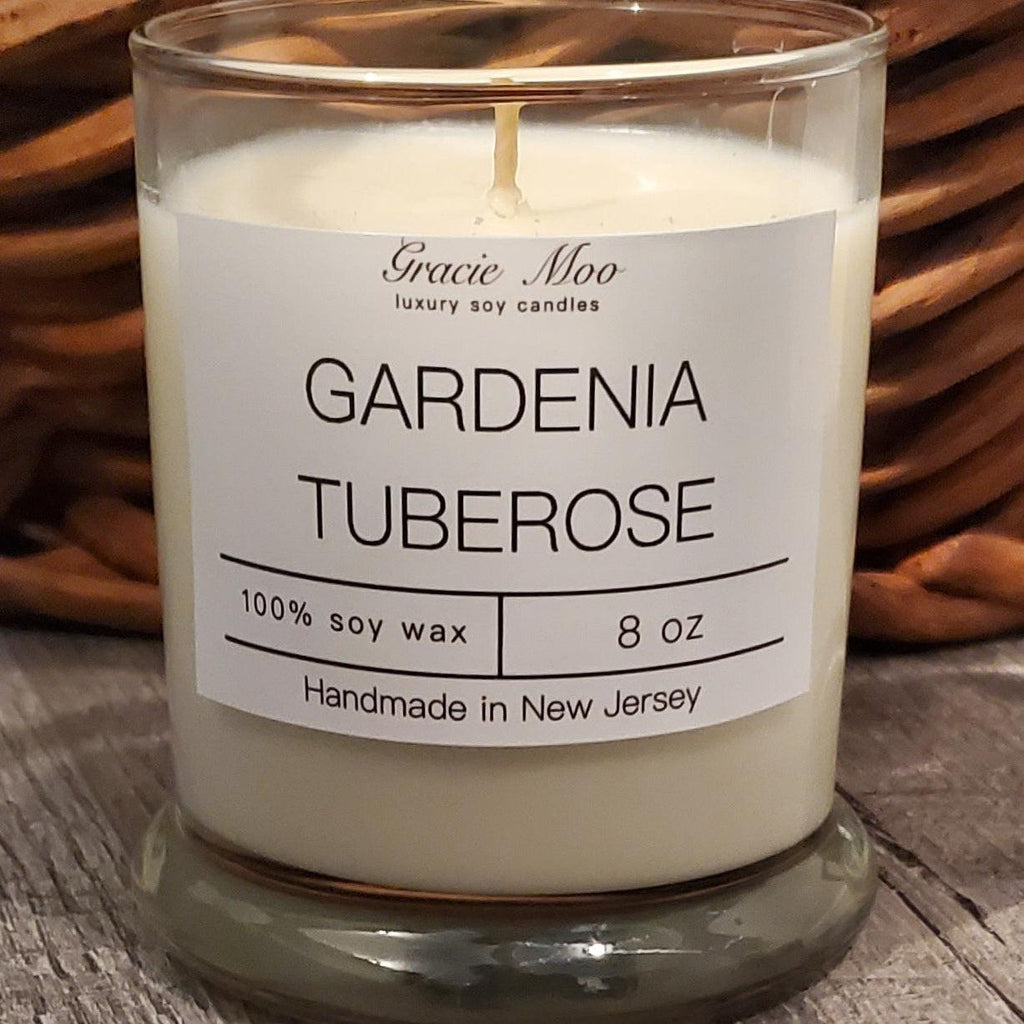 Gracie Moo
luxury soy candles
GARDENIA
TUBEROSE
100% soy wax
8 oz
Handmade in New Jersey